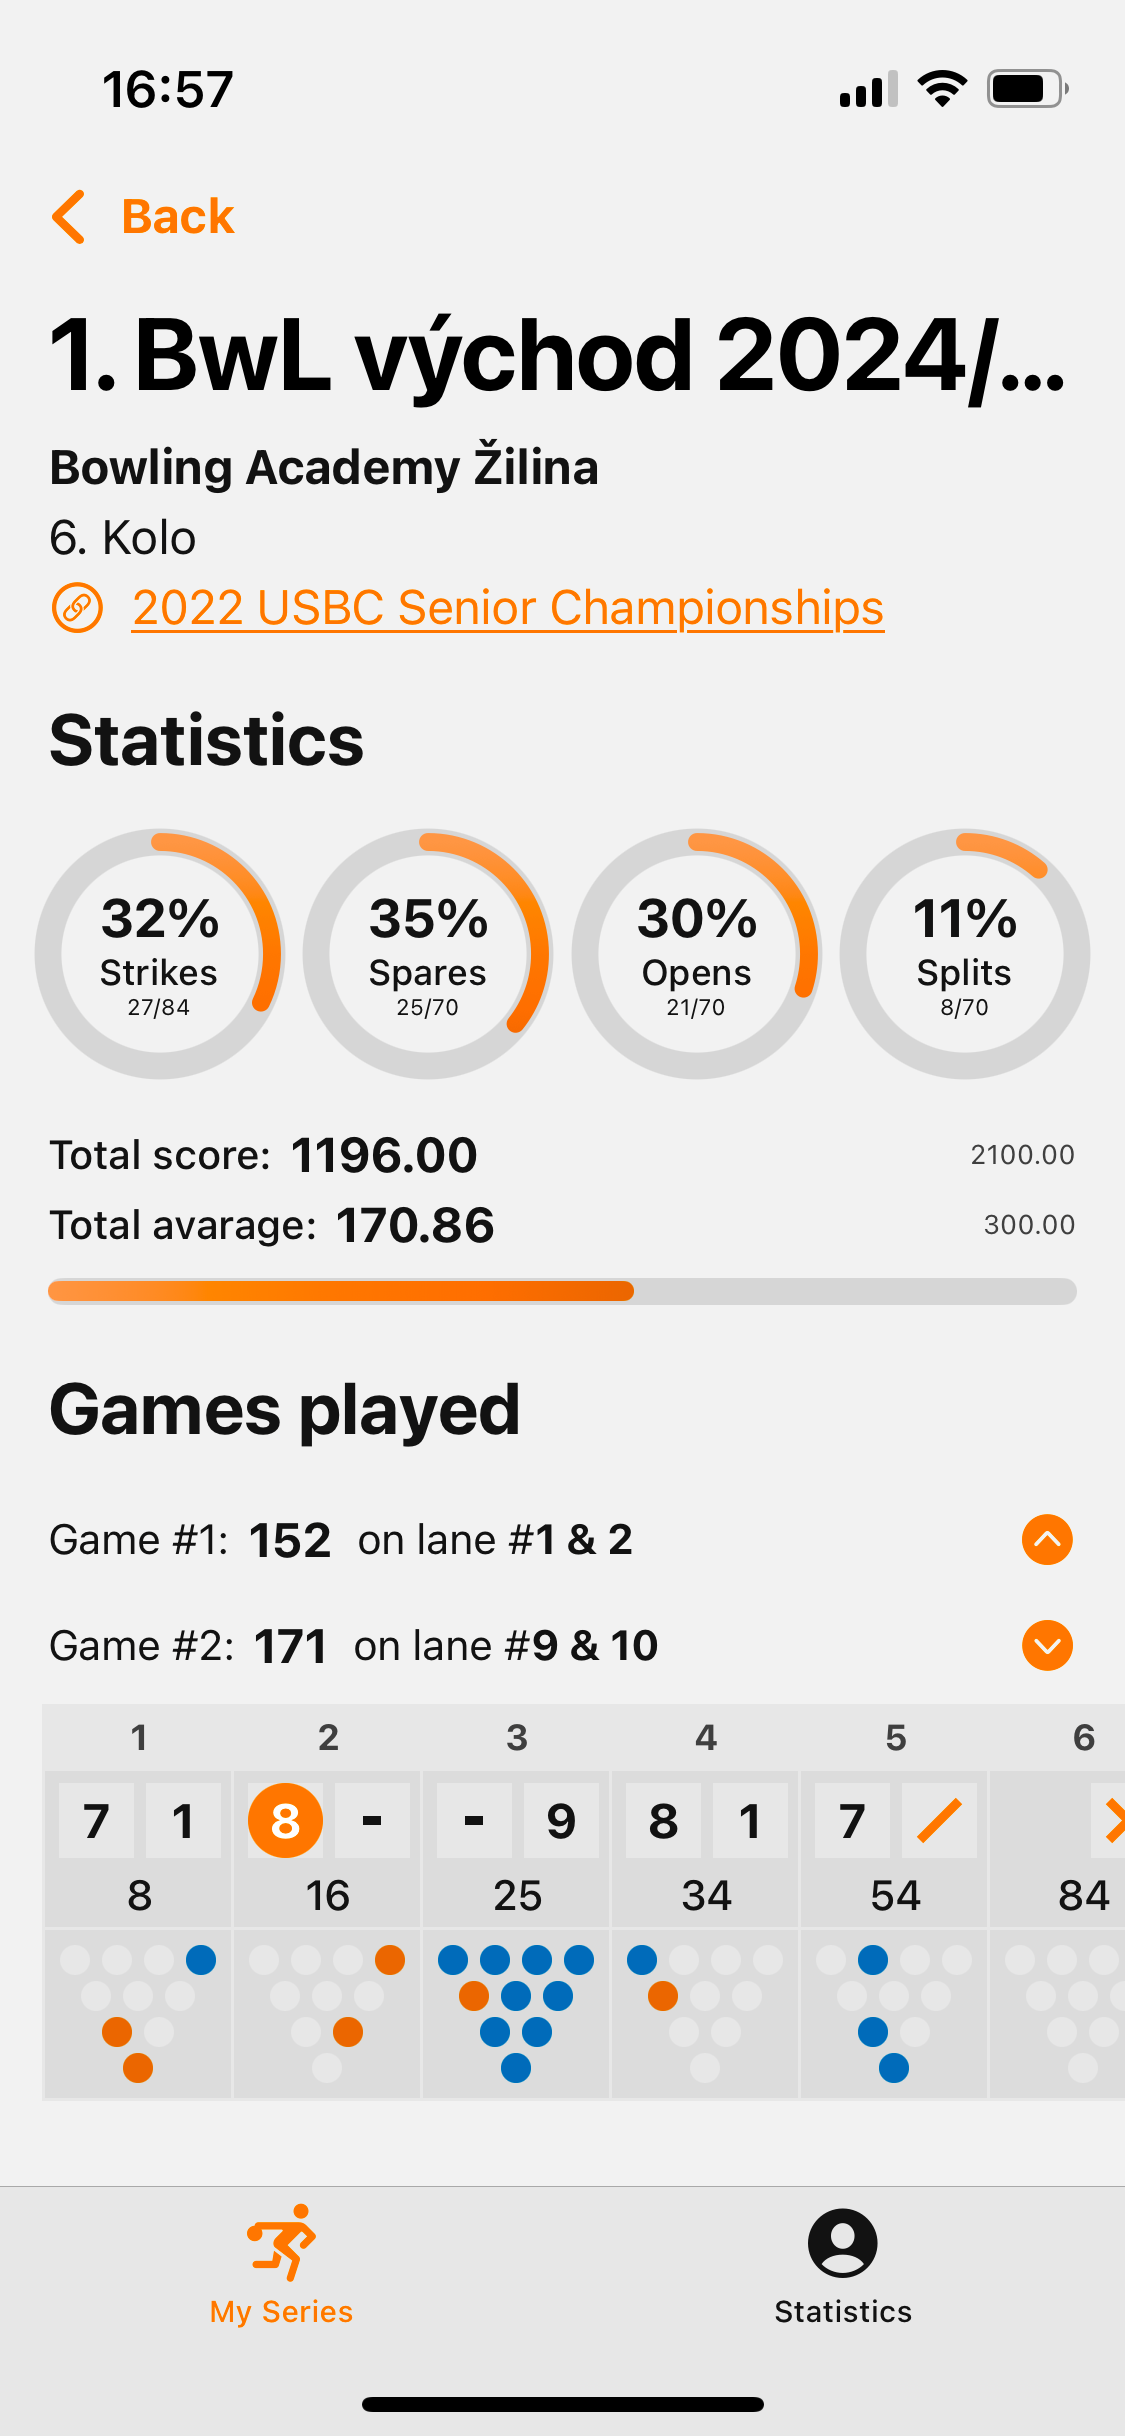 16:57
Back
1. BwL východ 2024/...
Bowling Academy Žilina
6. Kolo
2022 USBC Senior Championships
Statistics
32% 35% 30% 11%
Strikes Spares Opens Splits
27/84 25/70 21/70 8/70
Total score: 1196.00 2100.00
Total avarage: 170.86 300.00
Games played
Game #1: 152 on lane #1 & 2
Game #2: 171 on lane #9 & 10
1 2 3 4 5 6
7 1 8 - - 9 8 1 7 /
8 16 25 34 54 84
My Series Statistics